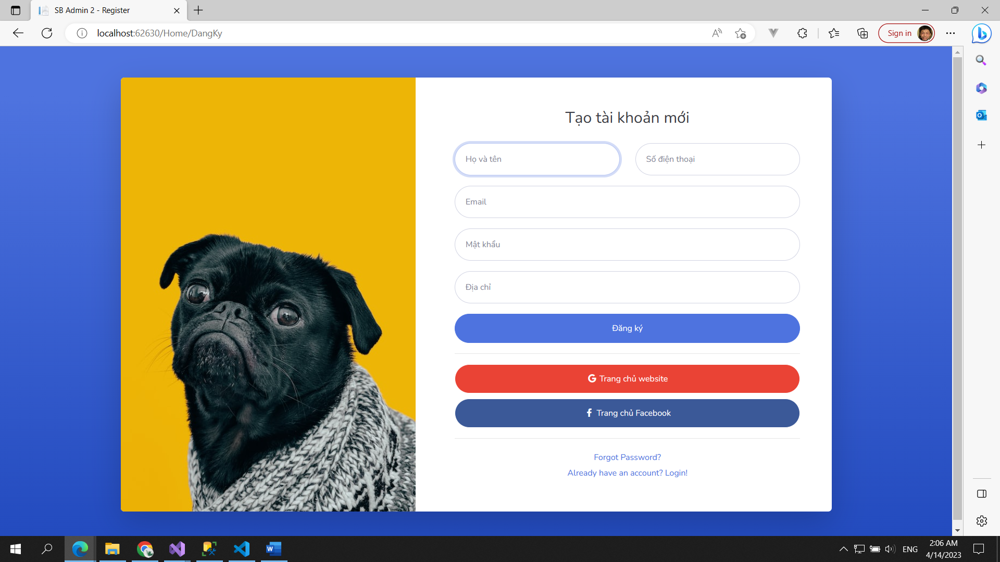 SB Admin 2 - Register
localhost:62630/Home/DangKy
Sign in
Tạo tài khoản mới
Họ và tên
Số điện thoại
Email
Mật khẩu
Địa chỉ
Đăng ký
Trang chủ website
Trang chủ Facebook
Forgot Password?
Already have an account? Login!
ENG
2:06 AM
4/14/2023